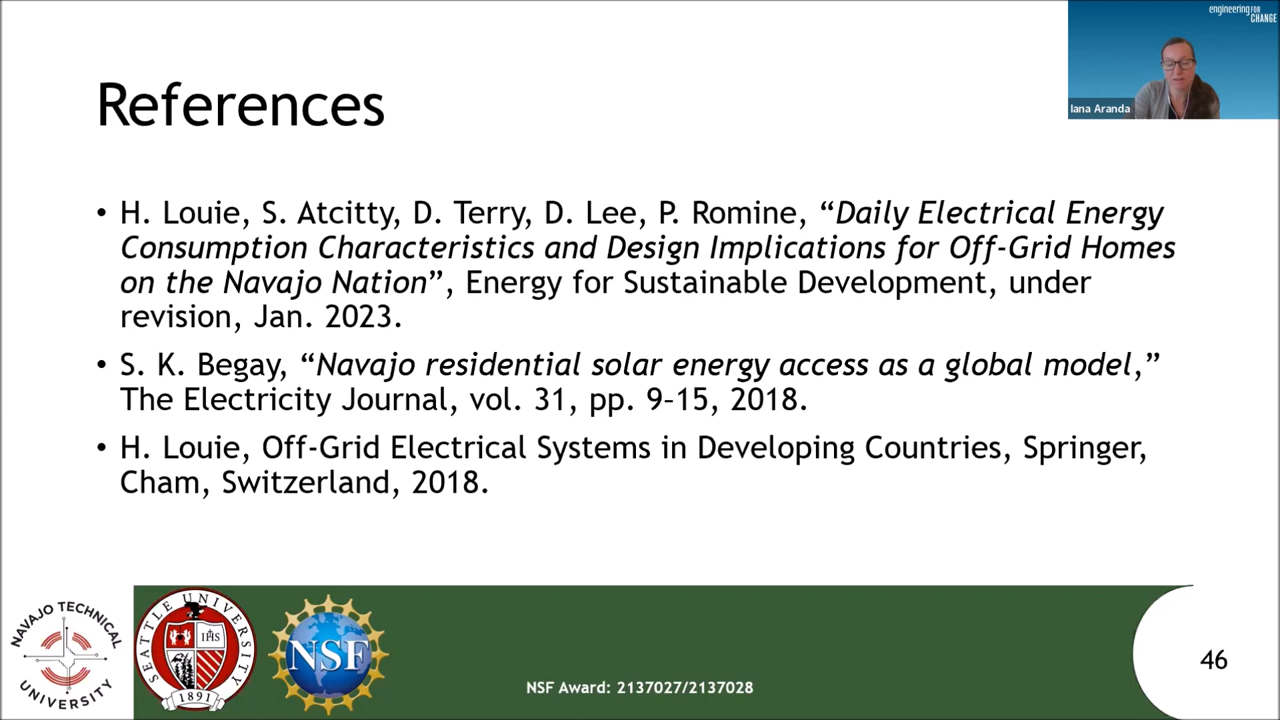 engineering FOR
CHANGE
Iana Aranda
References
• H. Louie, S. Atcitty, D. Terry, D. Lee, P. Romine, “Daily Electrical Energy
Consumption Characteristics and Design Implications for Off-Grid Homes
on the Navajo Nation”, Energy for Sustainable Development, under
revision, Jan. 2023.
• S. K. Begay, “Navajo residential solar energy access as a global model,”
The Electricity Journal, vol. 31, pp. 9–15, 2018.
• H. Louie, Off-Grid Electrical Systems in Developing Countries, Springer,
Cham, Switzerland, 2018.
NAVAJO TECHNICAL
UNIVERSITY
SEATTLE UNIVERSITY
IHS
1891
NSF
NSF Award: 2137027/2137028
46